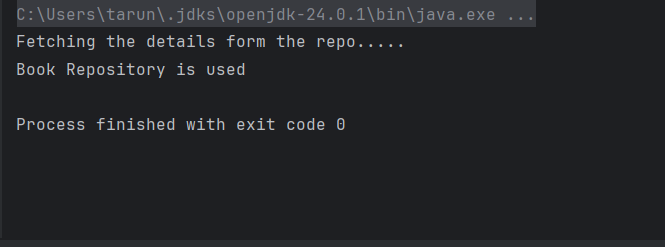 C:\Users\tarun\.jdks\openjdk-24.0.1\bin\java.exe ...
Fetching the details form the repo.....
Book Repository is used
Process finished with exit code 0